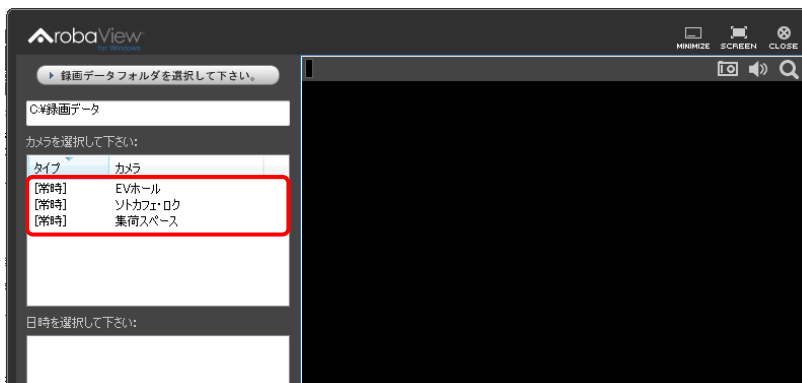 ArobaView
for Windows
MINIMIZE SCREEN CLOSE
録画データフォルダを選択して下さい。
C:¥録画データ
カメラを選択して下さい:
タイプ カメラ
[常時] EVホール
[常時] ソトカフェ・ロク
[常時] 集荷スペース
日時を選択して下さい: